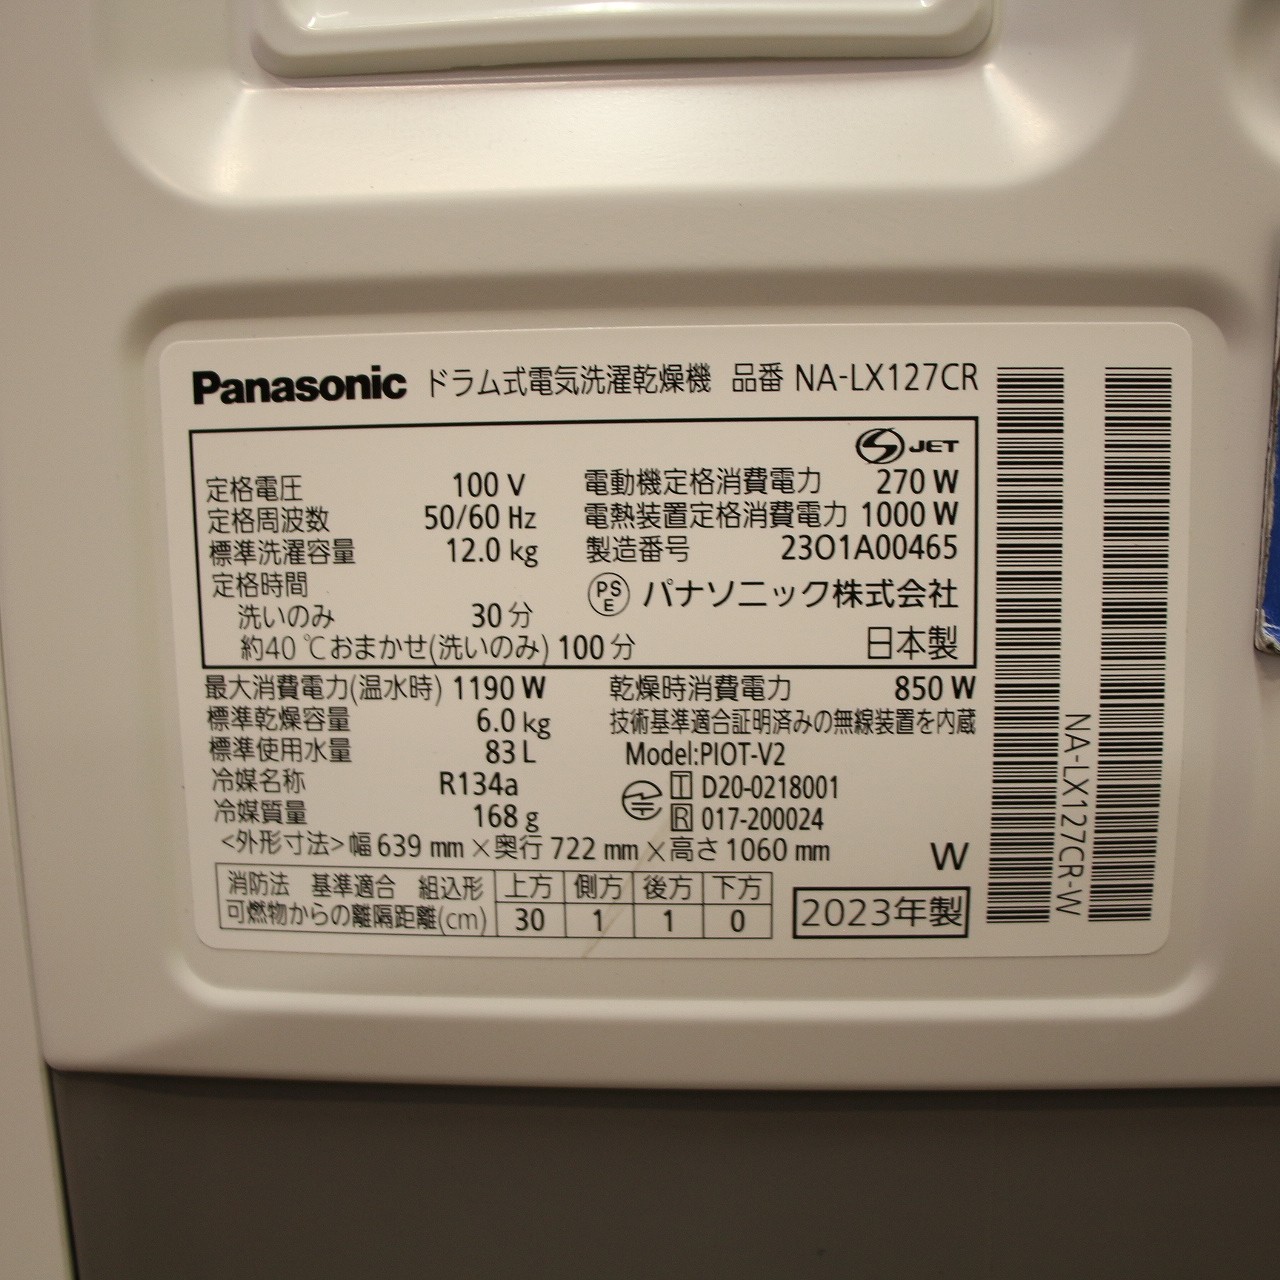 Panasonic ドラム式電気洗濯乾燥機 品番 NA-LX127CR
S JET
定格電圧 100 V
定格周波数 50/60 Hz
標準洗濯容量 12.0 kg
定格時間
洗いのみ 30 分
約40 ℃おまかせ(洗いのみ) 100 分
電動機定格消費電力 270 W
電熱装置定格消費電力 1000 W
製造番号 23O1A00465
PS E パナソニック株式会社
日本製
最大消費電力(温水時) 1190 W
標準乾燥容量 6.0 kg
標準使用水量 83 L
冷媒名称 R134a
冷媒質量 168 g
乾燥時消費電力 850 W
技術基準適合証明済みの無線装置を内蔵
Model:PIOT-V2
T D20-0218001
R 017-200024
<外形寸法> 幅 639 mm × 奥行 722 mm × 高さ 1060 mm
W
消防法 基準適合 組込形 上方 側方 後方 下方
可燃物からの離隔距離(cm) 30 1 1 0
2023年製
NA-LX127CR-W